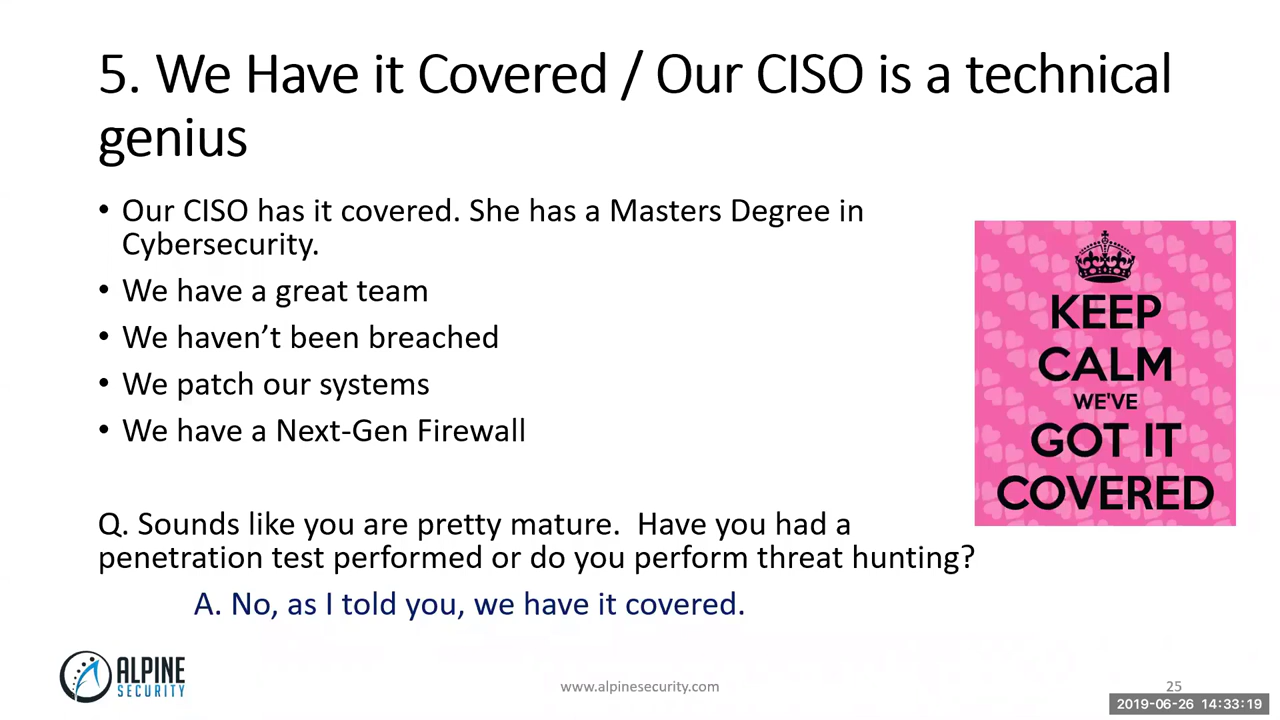 5. We Have it Covered / Our CISO is a technical
genius
• Our CISO has it covered. She has a Masters Degree in
Cybersecurity.
• We have a great team
• We haven’t been breached
• We patch our systems
• We have a Next-Gen Firewall
Q. Sounds like you are pretty mature.  Have you had a
penetration test performed or do you perform threat hunting?
A. No, as I told you, we have it covered.
KEEP
CALM
WE'VE
GOT IT
COVERED
ALPINE
SECURITY
www.alpinesecurity.com
25
2019-06-26 14:33:19